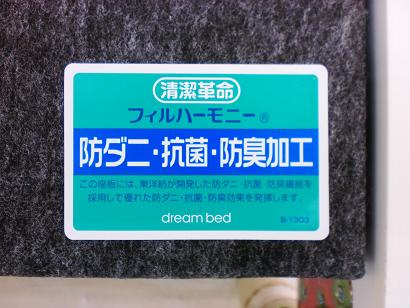 清潔革命
フィルハーモニー®
防ダニ・抗菌・防臭加工
この座板には、東洋紡が開発した防ダニ・抗菌・防臭繊維を
採用して優れた防ダニ・抗菌・防臭効果を発揮します。
dream bed
B-1303